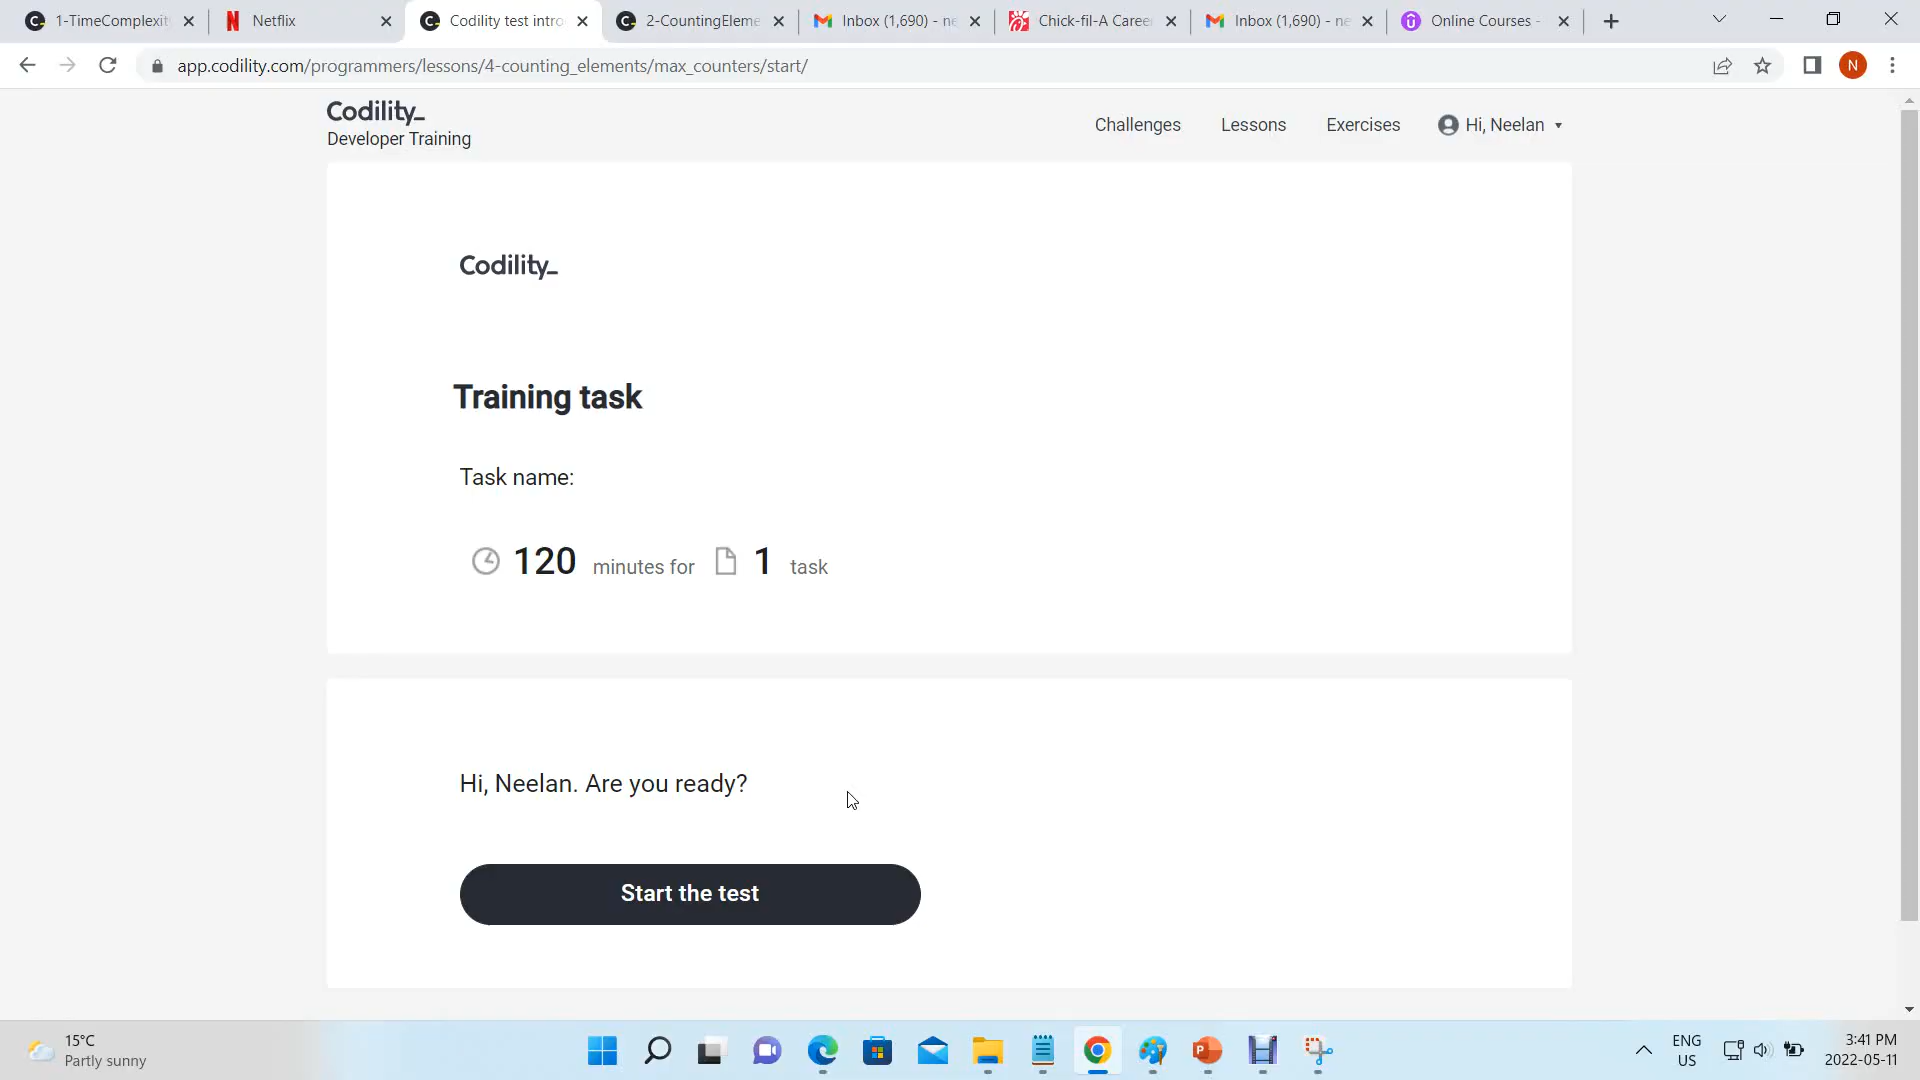 1-TimeComplexit
Netflix
Codility test intro
2-CountingEleme
Inbox (1,690) - ne
Chick-fil-A Caree
Inbox (1,690) - ne
Online Courses -
app.codility.com/programmers/lessons/4-counting_elements/max_counters/start/
N
Codility_
Developer Training
Challenges
Lessons
Exercises
Hi, Neelan
Codility_
Training task
Task name:
120 minutes for 1 task
Hi, Neelan. Are you ready?
Start the test
15°C
Partly sunny
ENG
US
3:41 PM
2022-05-11